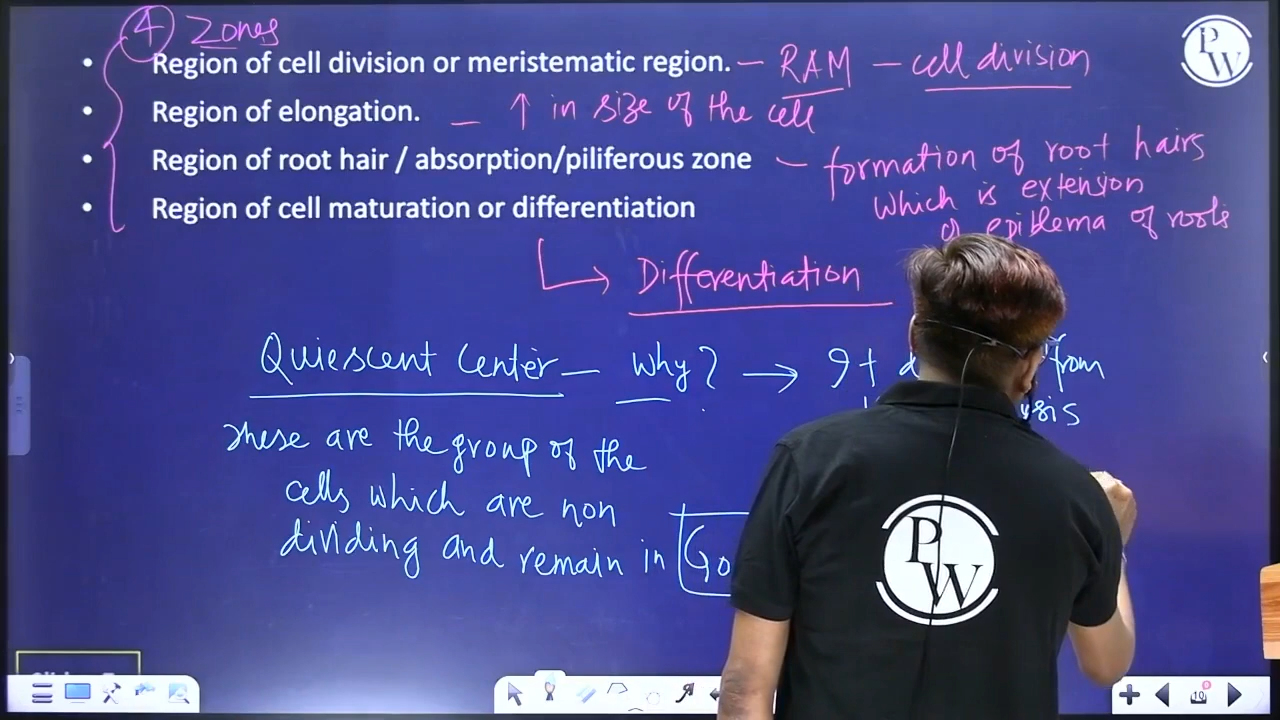 4 Zones
• Region of cell division or meristematic region. – RAM – cell division
• Region of elongation. – ↑ in size of the cell
• Region of root hair / absorption/piliferous zone – formation of root hairs
which is extension
of epiblema of roots
• Region of cell maturation or differentiation
Differentiation
Quiescent Center – Why? → It from
These are the group of the
cells which are non
dividing and remain in G0
PW
PW
10